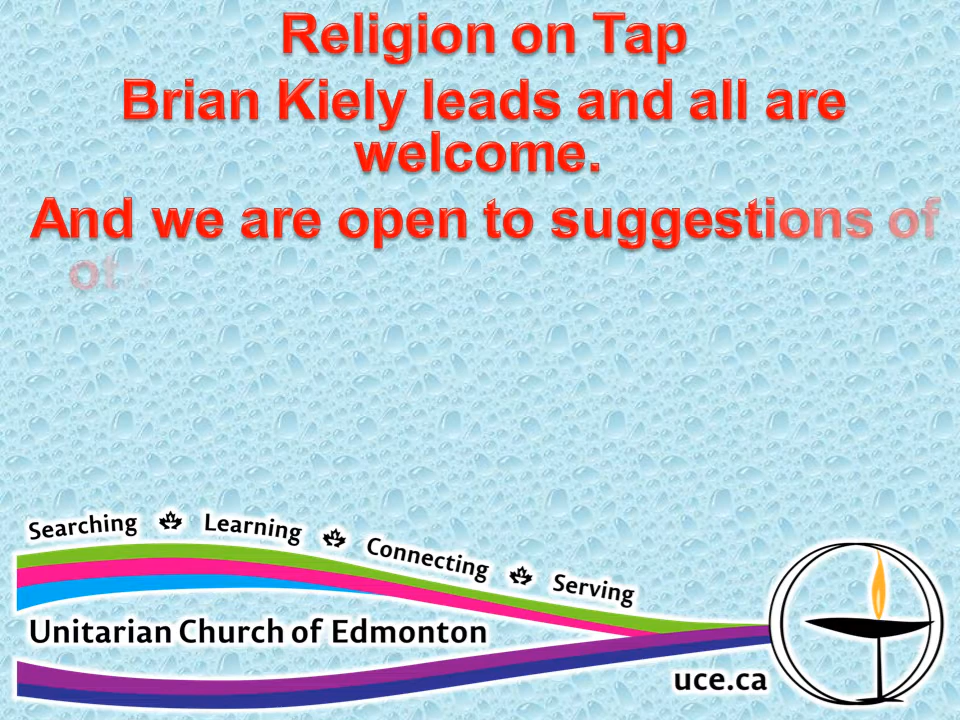 Religion on Tap
Brian Kiely leads and all are
welcome.
And we are open to suggestions of
Searching Learning Connecting Serving
Unitarian Church of Edmonton
uce.ca